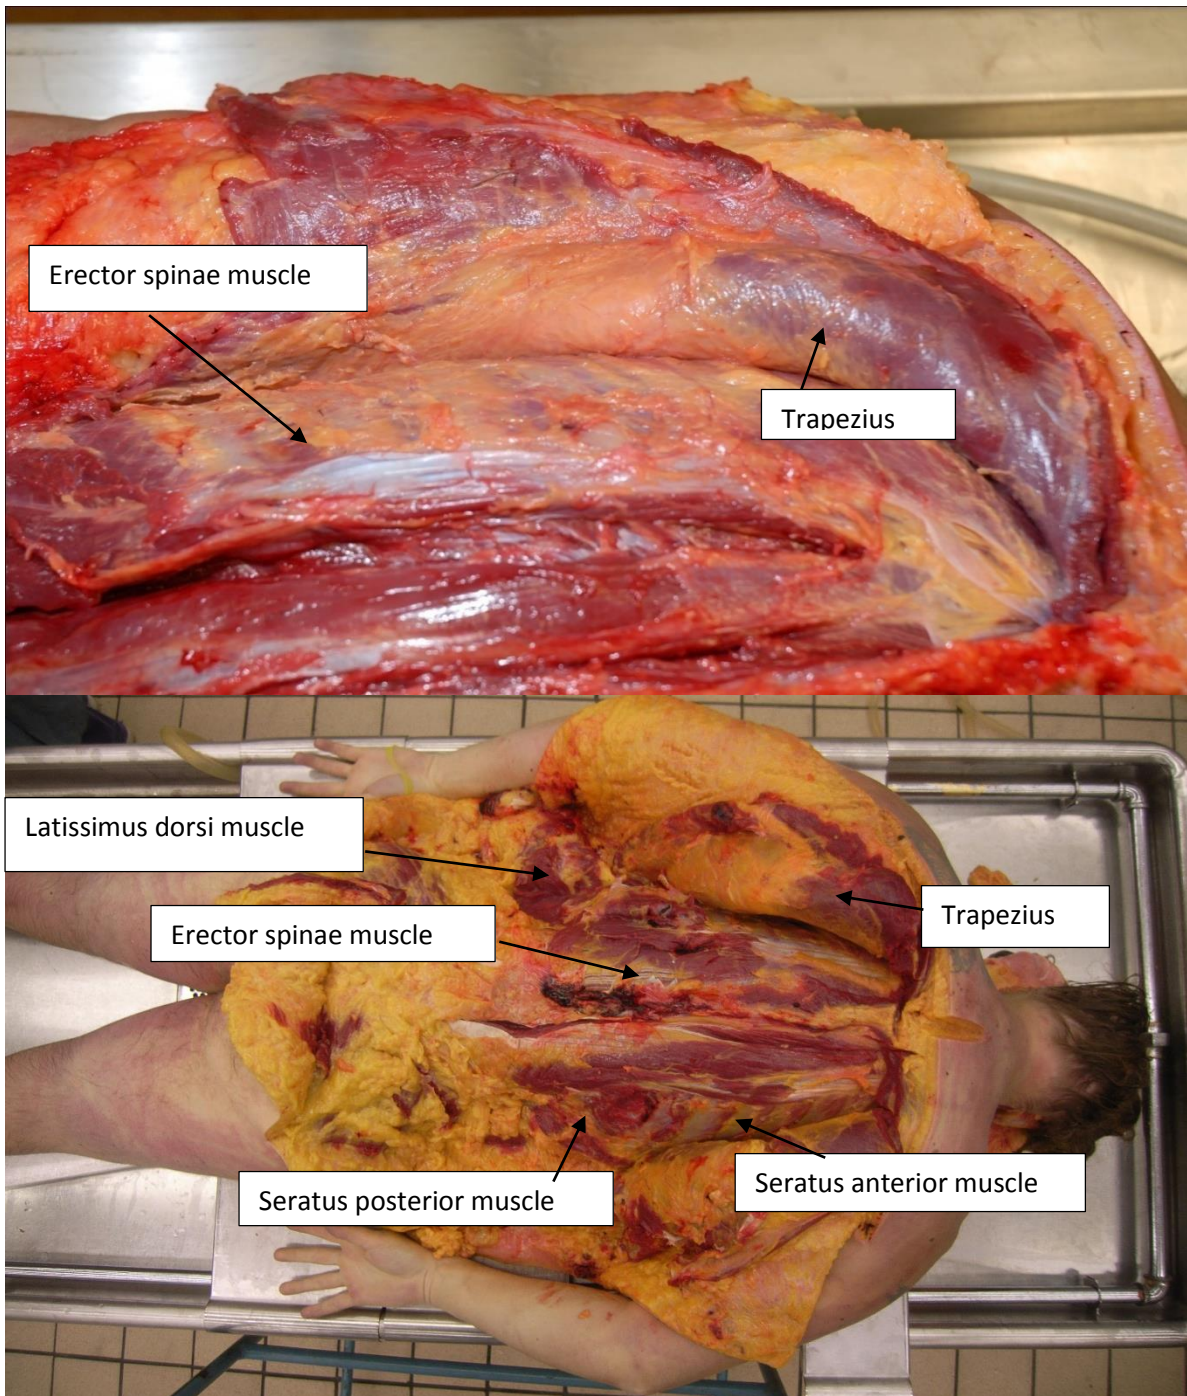 Erector spinae muscle
Trapezius
Latissimus dorsi muscle
Trapezius
Erector spinae muscle
Seratus anterior muscle
Seratus posterior muscle